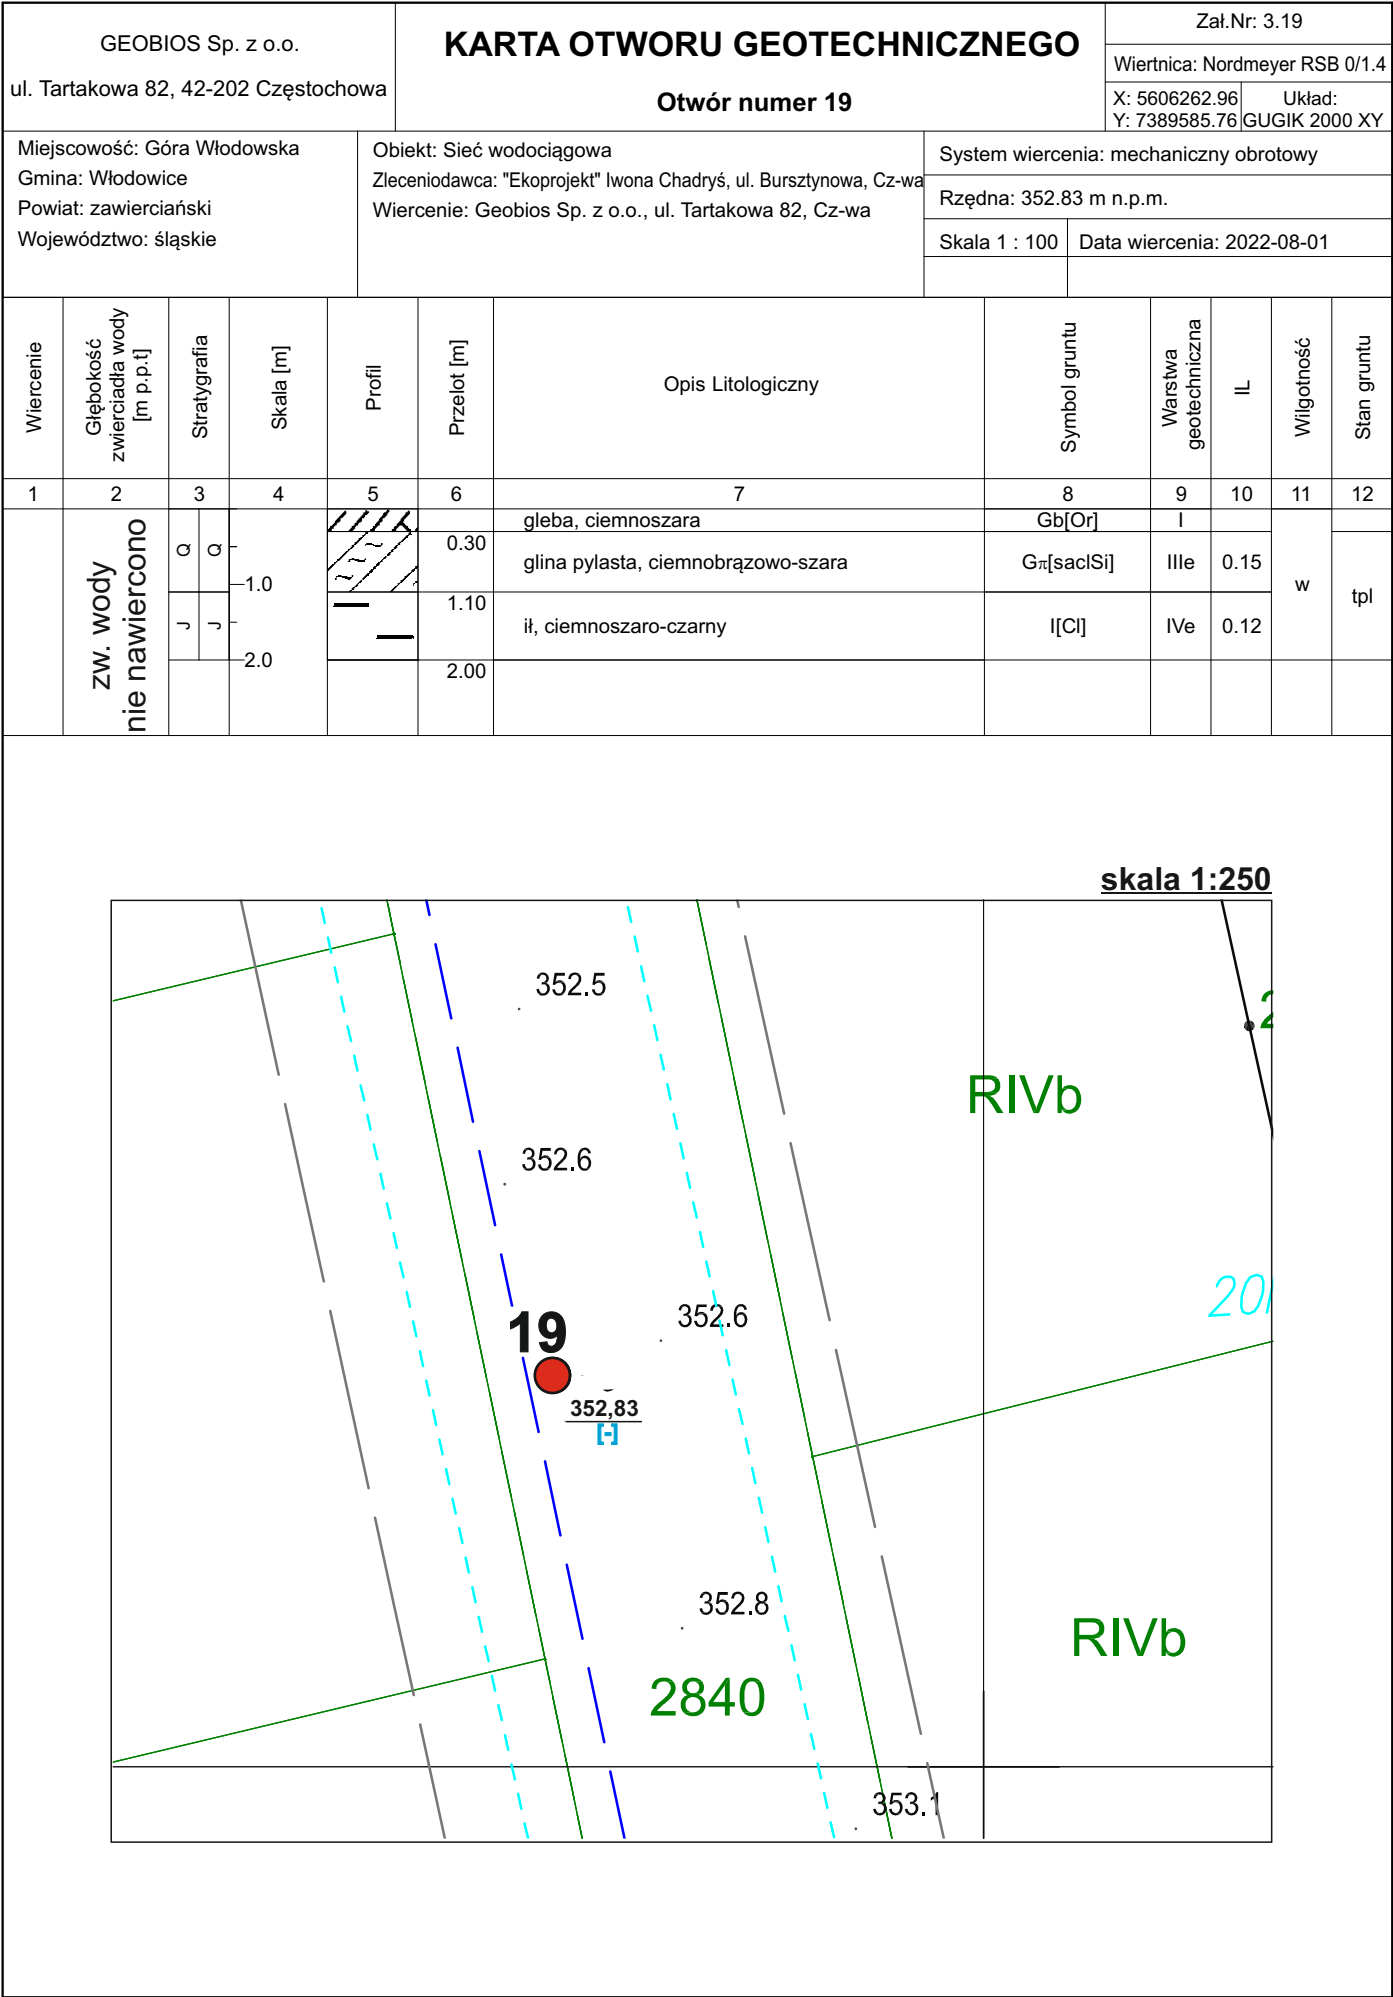 GEOBIOS Sp. z o.o.
ul. Tartakowa 82, 42-202 Częstochowa
KARTA OTWORU GEOTECHNICZNEGO
Otwór numer 19
Zał.Nr: 3.19
Wiertnica: Nordmeyer RSB 0/1.4
X: 5606262.96
Y: 7389585.76
Układ:
GUGIK 2000 XY
Miejscowość: Góra Włodowska
Gmina: Włodowice
Powiat: zawierciański
Województwo: śląskie
Obiekt: Sieć wodociągowa
Zleceniodawca: "Ekoprojekt" Iwona Chadryś, ul. Bursztynowa, Cz-wa
Wiercenie: Geobios Sp. z o.o., ul. Tartakowa 82, Cz-wa
System wiercenia: mechaniczny obrotowy
Rzędna: 352.83 m n.p.m.
Skala 1 : 100
Data wiercenia: 2022-08-01
Wiercenie
Głębokość
zwierciadła wody
[m p.p.t]
Stratygrafia
Skala [m]
Profil
Przelot [m]
Opis Litologiczny
Symbol gruntu
Warstwa
geotechniczna
IL
Wilgotność
Stan gruntu
1 2 3 4 5 6 7 8 9 10 11 12
zw. wody
nie nawiercono
gleba, ciemnoszara Gb[Or] I
0.30
Q Q
glina pylasta, ciemnobrązowo-szara Gπ[saclSi] IIIe 0.15
1.0
w
tpl
1.10
J J
ił, ciemnoszaro-czarny I[Cl] IVe 0.12
2.0
2.00
skala 1:250
352.5
2
RIVb
352.6
20
352.6
19
352,83
[-]
352.8
RIVb
2840
353.1